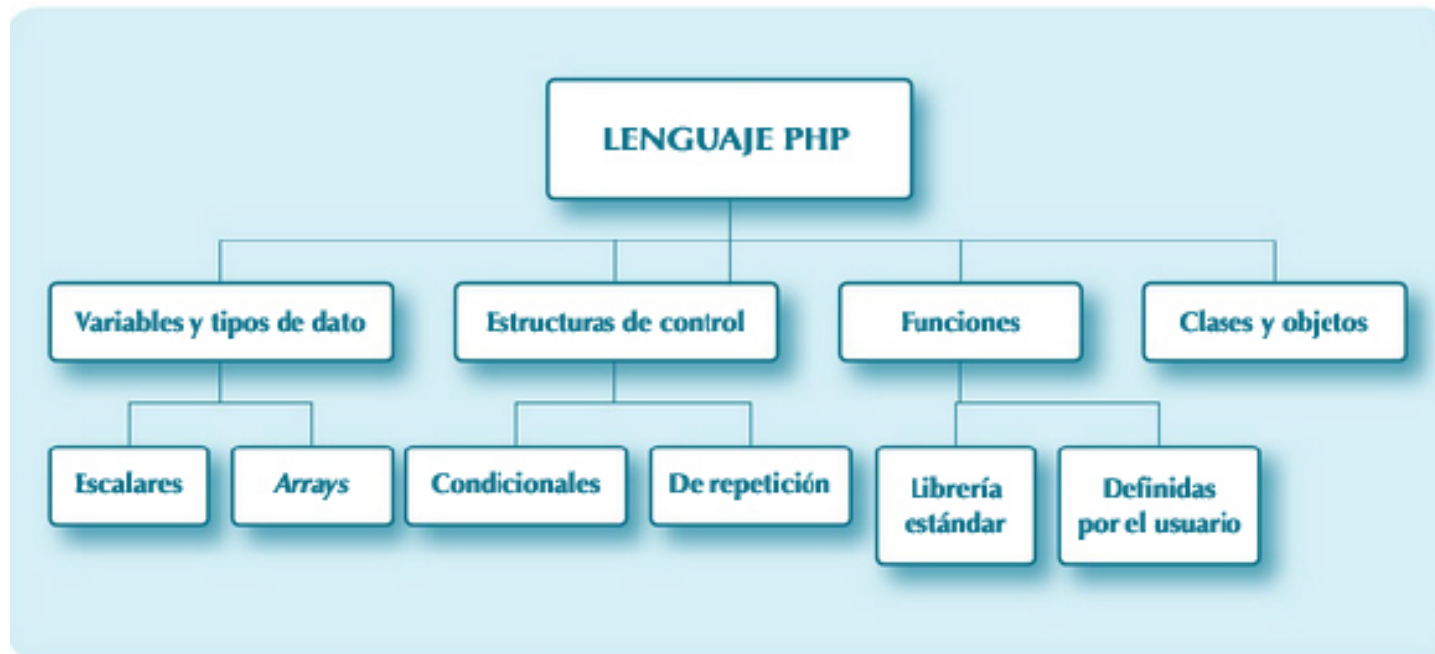 LENGUAJE PHP
Variables y tipos de dato
Estructuras de control
Funciones
Clases y objetos
Escalares
Arrays
Condicionales
De repetición
Librería
estándar
Definidas
por el usuario